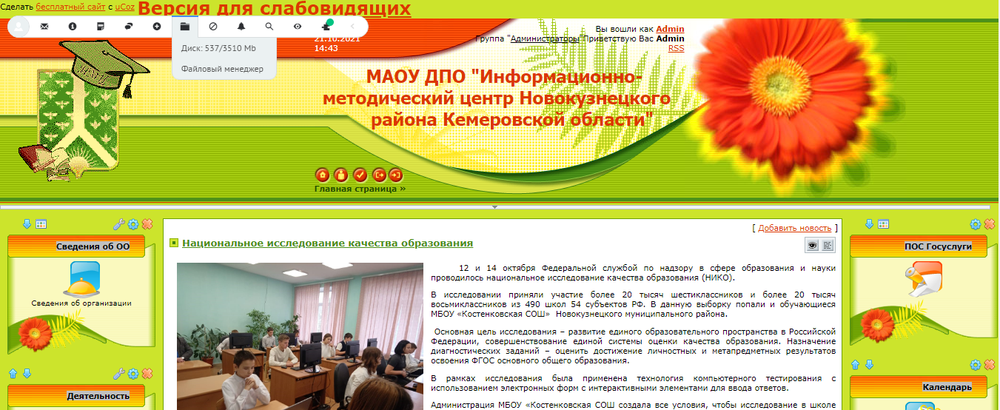 Сделать бесплатный сайт с uCoz Версия для слабовидящих
21.10.2021
14:43
Вы вошли как Admin
Группа "Администраторы"Приветствую Вас Admin
RSS
Диск: 537/3510 Mb
Файловый менеджер
МАОУ ДПО "Информационно-
методический центр Новокузнецкого
района Кемеровской области"
Главная страница »
Сведения об ОО
Сведения об организации
Деятельность
[ Добавить новость ]
Национальное исследование качества образования
12 и 14 октября Федеральной службой по надзору в сфере образования и науки
проводилось национальное исследование качества образования (НИКО).
В исследовании приняли участие более 20 тысяч шестиклассников и более 20 тысяч
восьмиклассников из 490 школ 54 субъектов РФ. В данную выборку попали и обучающиеся
МБОУ «Костенковская СОШ» Новокузнецкого муниципального района.
Основная цель исследования – развитие единого образовательного пространства в Российской
Федерации, совершенствование единой системы оценки качества образования. Назначение
диагностических заданий – оценить достижение личностных и метапредметных результатов
освоения ФГОС основного общего образования.
В рамках исследования была применена технология компьютерного тестирования с
использованием электронных форм с интерактивными элементами для ввода ответов.
Администрация МБОУ «Костенковская СОШ создала все условия, чтобы исследование в школе
ПОС Госуслуги
Календарь